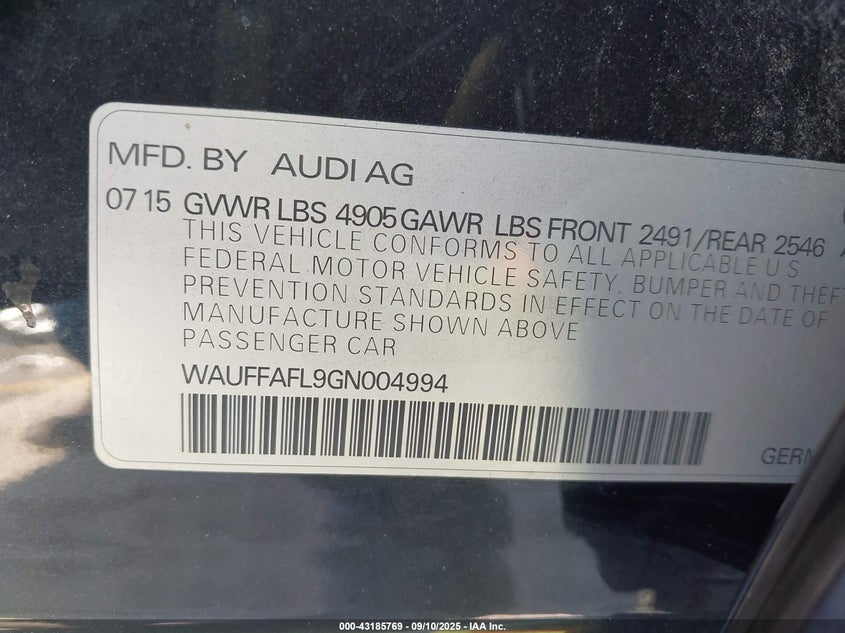 MFD. BY AUDI AG
07 15 GVWR LBS 4905 GAWR LBS FRONT 2491/REAR 2546
THIS VEHICLE CONFORMS TO ALL APPLICABLE U.S
FEDERAL MOTOR VEHICLE SAFETY, BUMPER AND THEFT
PREVENTION STANDARDS IN EFFECT ON THE DATE OF
MANUFACTURE SHOWN ABOVE
PASSENGER CAR
WAUFFAFL9GN004994
GERM
000-43185769 - 09/10/2025 - IAA Inc.